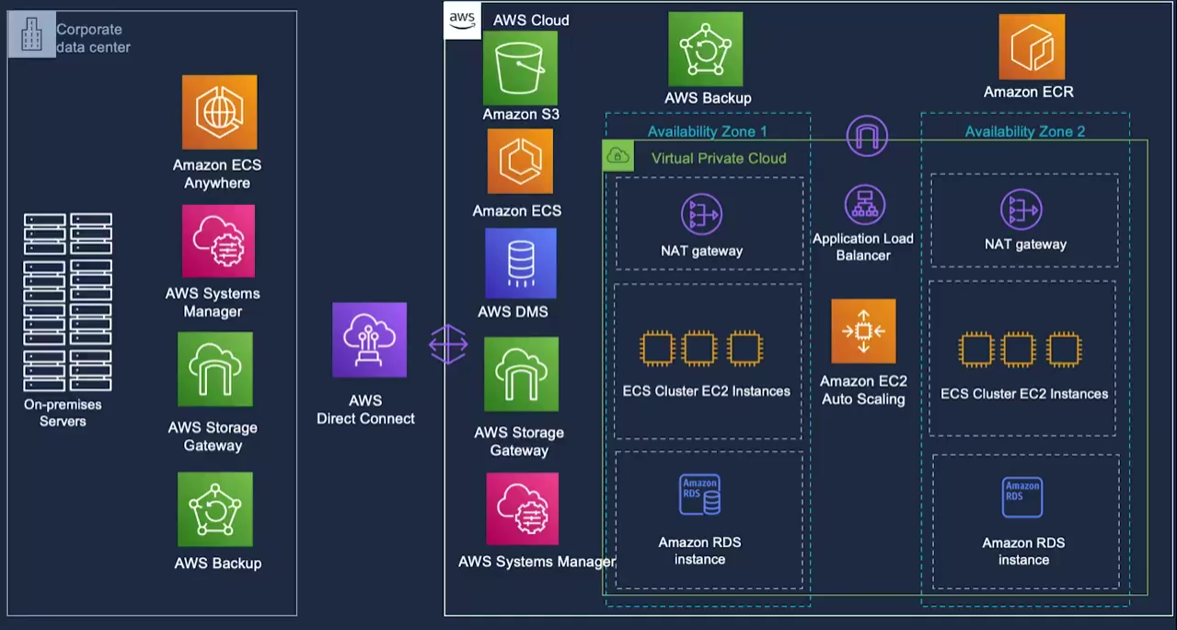 Corporate
data center
Amazon ECS
Anywhere
AWS Systems
Manager
AWS Storage
Gateway
AWS Backup
On-premises
Servers
AWS
Direct Connect
aws
AWS Cloud
Amazon S3
Amazon ECS
AWS DMS
AWS Storage
Gateway
AWS Systems Manager
AWS Backup
Amazon ECR
Availability Zone 1
Availability Zone 2
Virtual Private Cloud
NAT gateway
Application Load
Balancer
NAT gateway
ECS Cluster EC2 Instances
Amazon EC2
Auto Scaling
ECS Cluster EC2 Instances
Amazon
RDS
Amazon RDS
instance
Amazon
RDS
Amazon RDS
instance